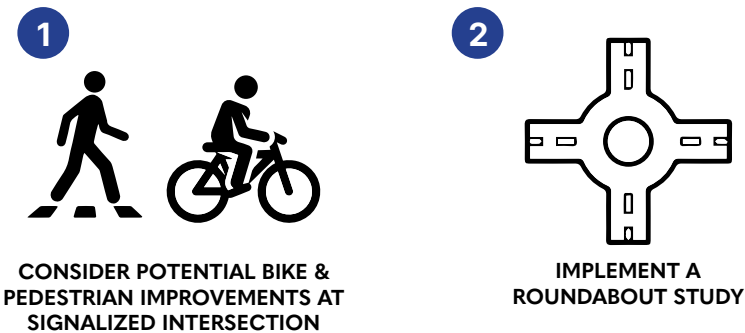 1
CONSIDER POTENTIAL BIKE &
PEDESTRIAN IMPROVEMENTS AT
SIGNALIZED INTERSECTION
2
IMPLEMENT A
ROUNDABOUT STUDY